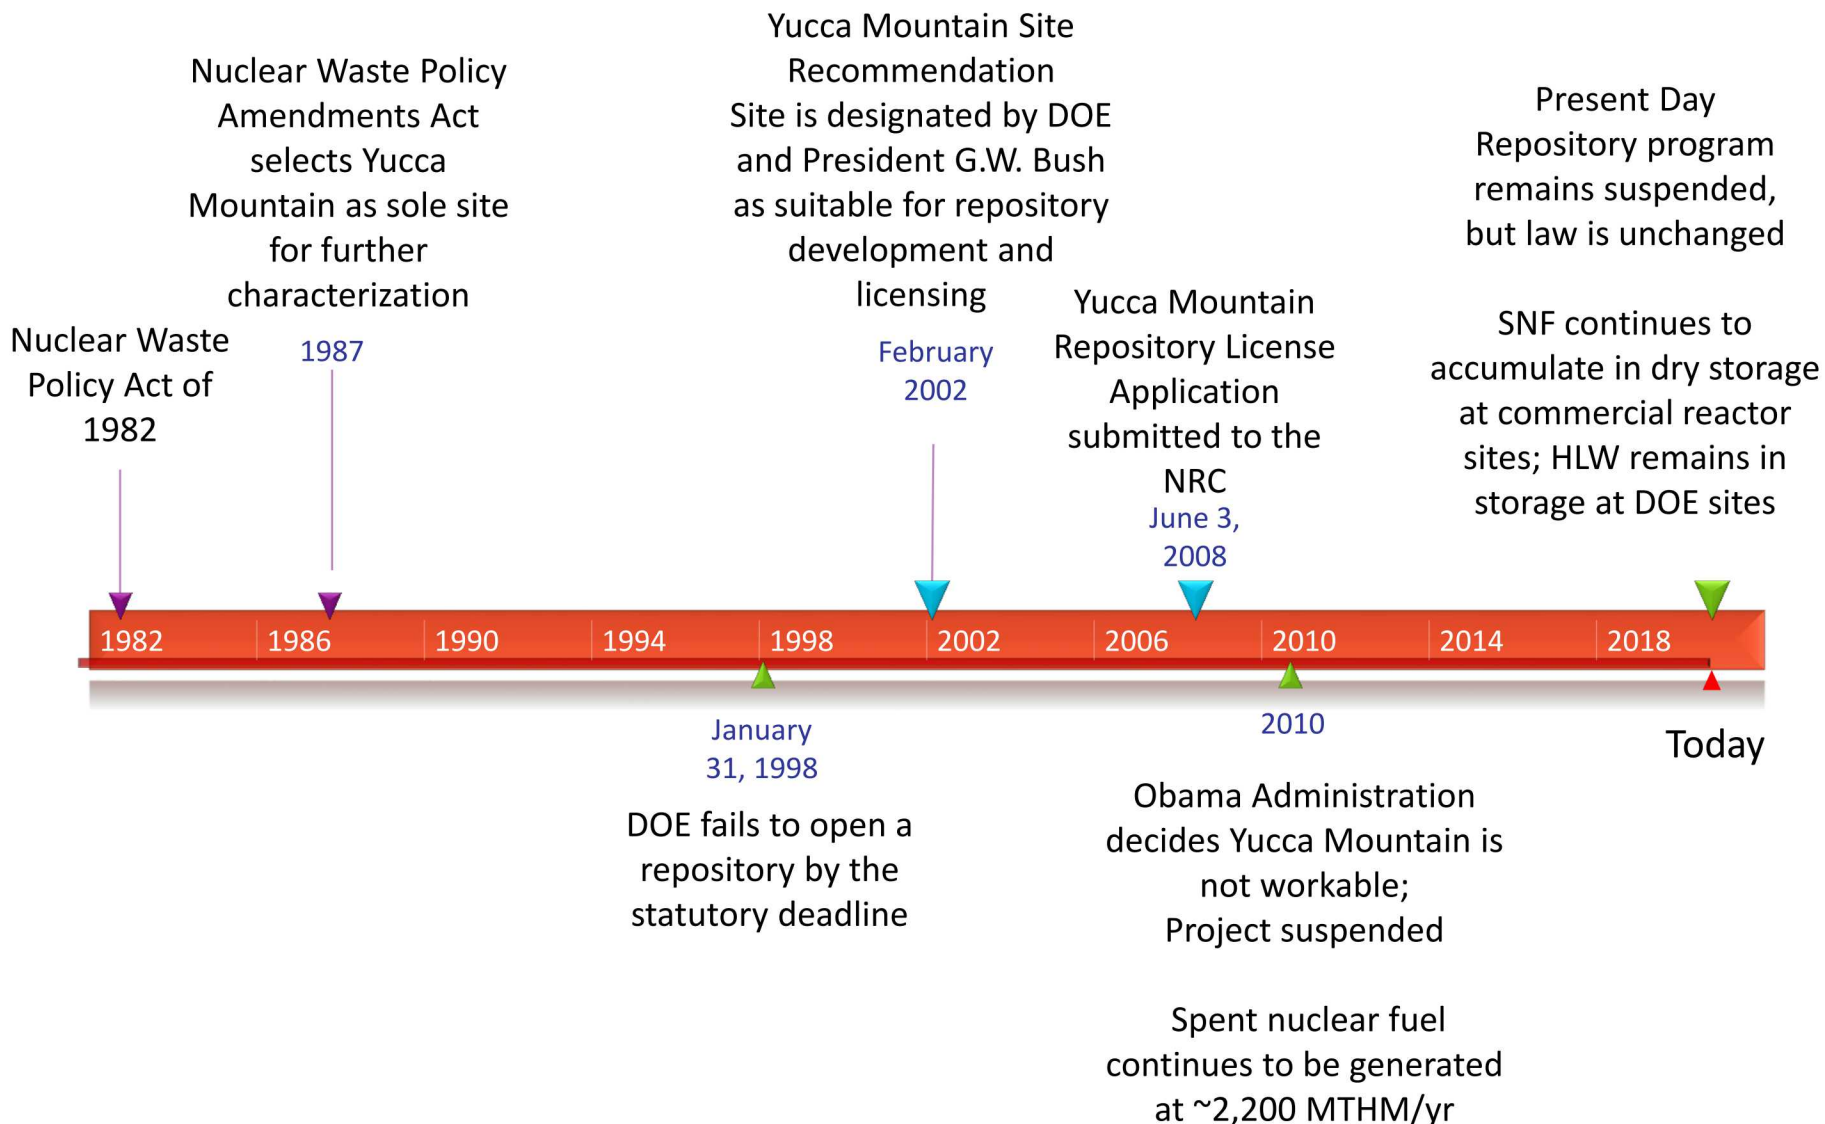 Nuclear Waste
Policy Act of
1982
Nuclear Waste Policy
Amendments Act
selects Yucca
Mountain as sole site
for further
characterization
1987
Yucca Mountain Site
Recommendation
Site is designated by DOE
and President G.W. Bush
as suitable for repository
development and
licensing
February
2002
Yucca Mountain
Repository License
Application
submitted to the
NRC
June 3,
2008
Present Day
Repository program
remains suspended,
but law is unchanged
SNF continues to
accumulate in dry storage
at commercial reactor
sites; HLW remains in
storage at DOE sites
1982 1986 1990 1994 1998 2002 2006 2010 2014 2018
January
31, 1998
DOE fails to open a
repository by the
statutory deadline
2010
Obama Administration
decides Yucca Mountain is
not workable;
Project suspended
Spent nuclear fuel
continues to be generated
at ~2,200 MTHM/yr
Today